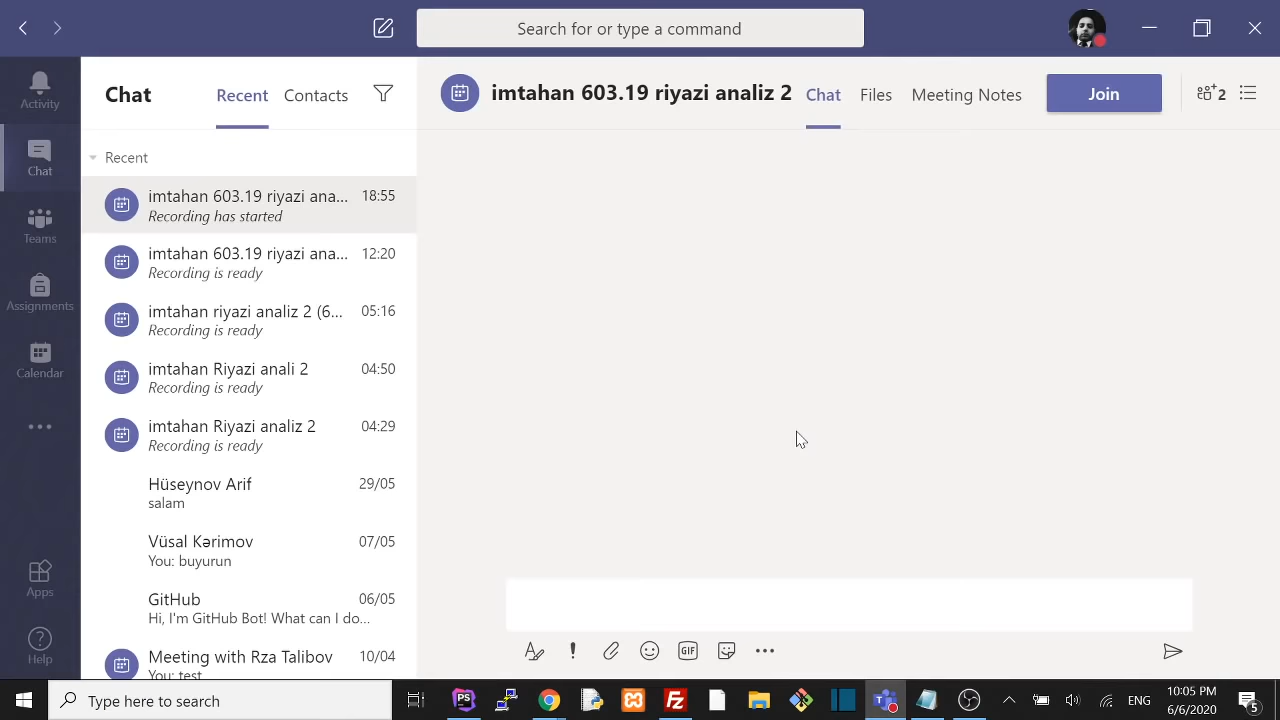 Search for or type a command
Activity
Chat
Teams
Assignments
Calendar
Apps
Help
Chat
Recent
Contacts
Recent
imtahan 603.19 riyazi ana...
18:55
Recording has started
imtahan 603.19 riyazi ana...
12:20
Recording is ready
imtahan riyazi analiz 2 (6...
05:16
Recording is ready
imtahan Riyazi anali 2
04:50
Recording is ready
imtahan Riyazi analiz 2
04:29
Recording is ready
Hüseynov Arif
29/05
salam
Vüsal Kərimov
07/05
You: buyurun
GitHub
06/05
Hi, I'm GitHub Bot! What can I do...
Meeting with Rza Talibov
10/04
You: test
imtahan 603.19 riyazi analiz 2
Chat
Files
Meeting Notes
Join
2
GIF
Type here to search
PS
Fz
ENG
10:05 PM
6/6/2020
5